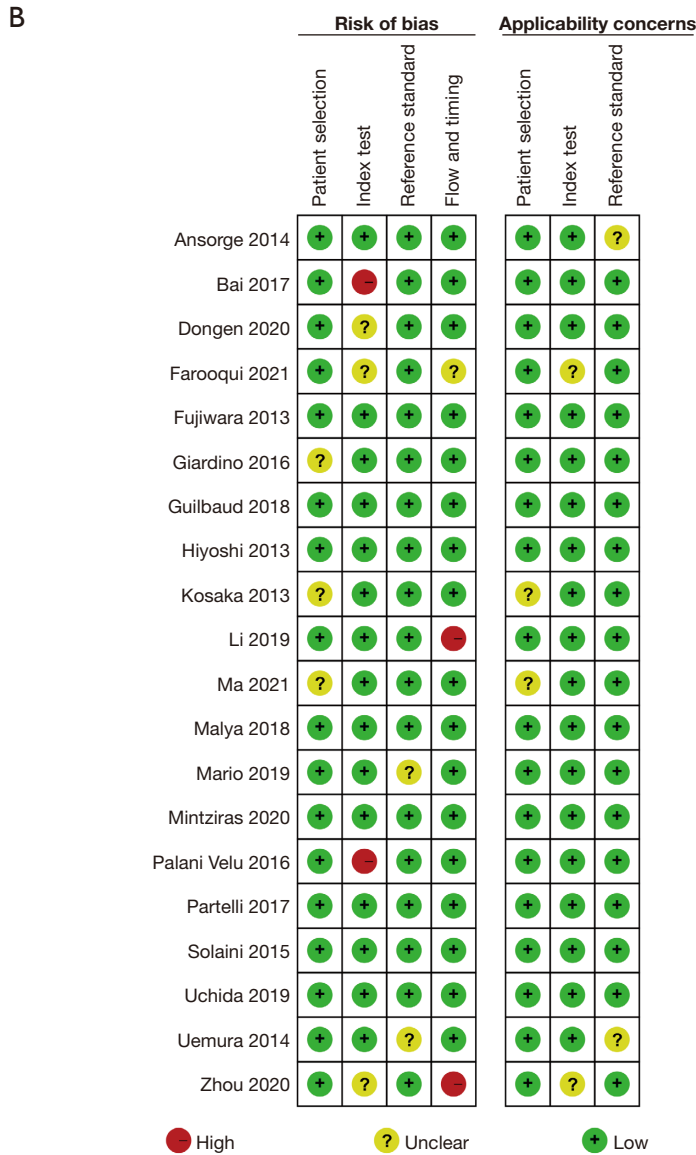 B
Risk of bias Applicability concerns
Patient selection
Index test
Reference standard
Flow and timing
Patient selection
Index test
Reference standard
Ansorge 2014 + + + + + + ?
Bai 2017 + – + + + + +
Dongen 2020 + ? + + + + +
Farooqui 2021 + ? + ? + ? +
Fujiwara 2013 + + + + + + +
Giardino 2016 ? + + + + + +
Guilbaud 2018 + + + + + + +
Hiyoshi 2013 + + + + + + +
Kosaka 2013 ? + + + ? + +
Li 2019 + + + – + + +
Ma 2021 ? + + + ? + +
Malya 2018 + + + + + + +
Mario 2019 + + ? + + + +
Mintziras 2020 + + + + + + +
Palani Velu 2016 + – + + + + +
Partelli 2017 + + + + + + +
Solaini 2015 + + + + + + +
Uchida 2019 + + + + + + +
Uemura 2014 + + ? + + + ?
Zhou 2020 + ? + – + ? +
– High ? Unclear + Low